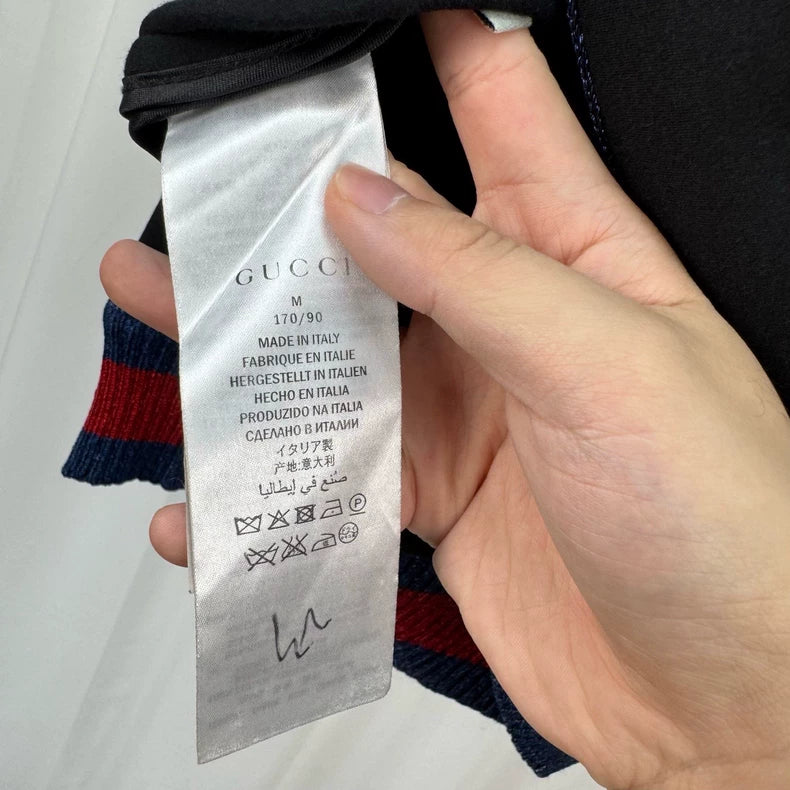 GUCCI
M
170/90
MADE IN ITALY
FABRIQUE EN ITALIE
HERGESTELLT IN ITALIEN
HECHO EN ITALIA
PRODUZIDO NA ITALIA
СДЕЛАНО В ИТАЛИИ
イタリア製
产地:意大利
صُنع في إيطاليا
P